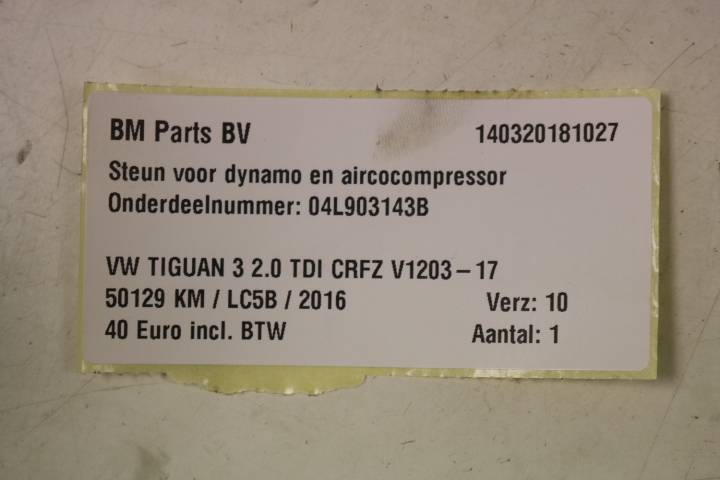 BM Parts BV 140320181027
Steun voor dynamo en aircocompressor
Onderdeelnummer: 04L903143B
VW TIGUAN 3 2.0 TDI CRFZ V1203-17
50129 KM / LC5B / 2016 Verz: 10
40 Euro incl. BTW Aantal: 1